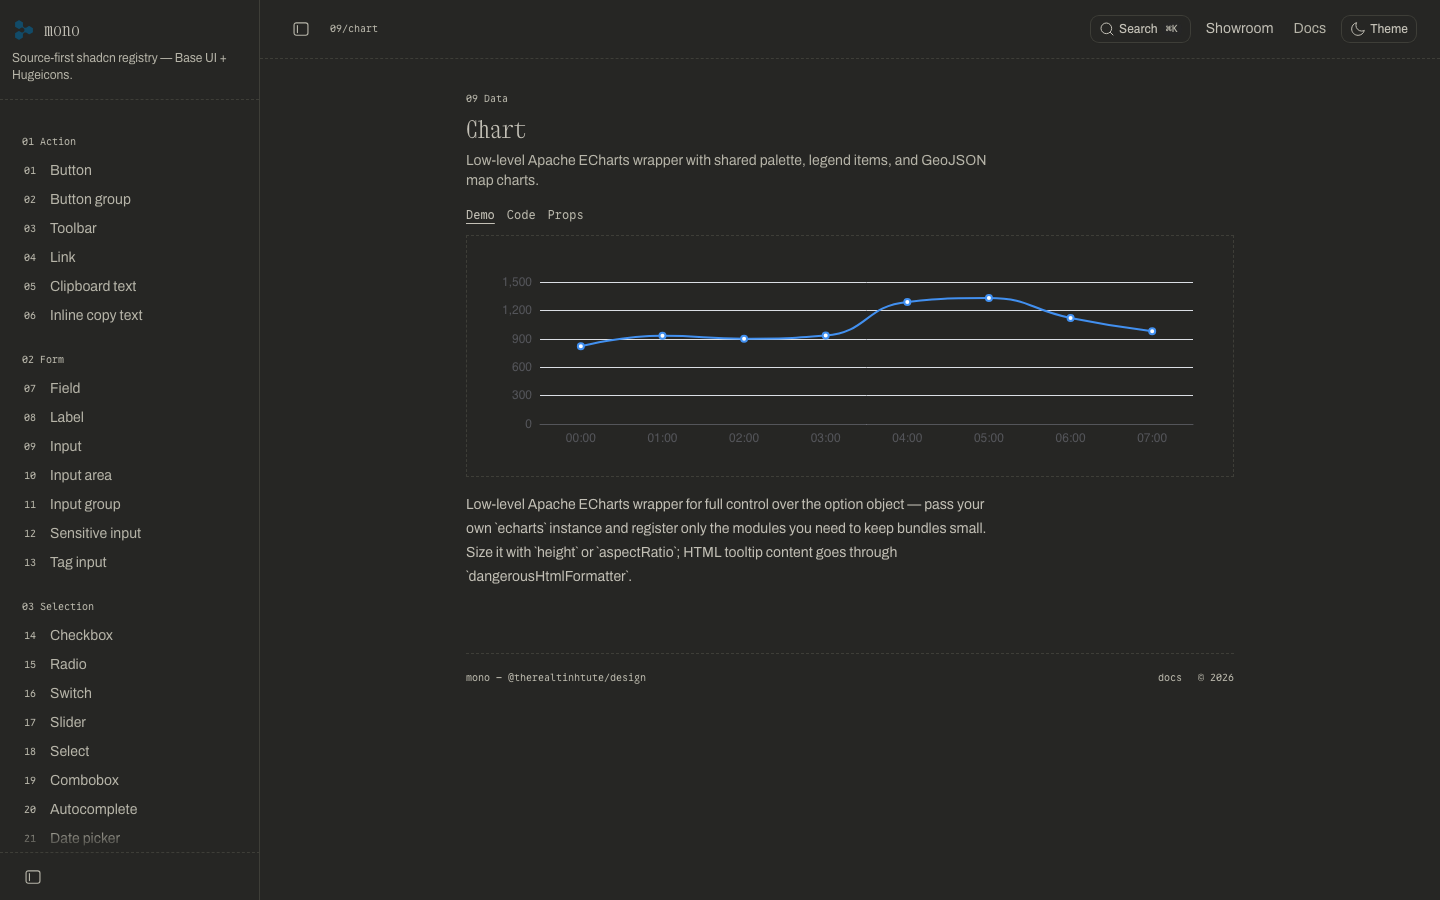 mono
Source-first shadcn registry — Base UI +
Hugeicons.
01 Action
01 Button
02 Button group
03 Toolbar
04 Link
05 Clipboard text
06 Inline copy text
02 Form
07 Field
08 Label
09 Input
10 Input area
11 Input group
12 Sensitive input
13 Tag input
03 Selection
14 Checkbox
15 Radio
16 Switch
17 Slider
18 Select
19 Combobox
20 Autocomplete
21 Date picker
09/chart
Search ⌘K
Showroom
Docs
Theme
09 Data
Chart
Low-level Apache ECharts wrapper with shared palette, legend items, and GeoJSON
map charts.
Demo Code Props
1,500
1,200
900
600
300
0
00:00 01:00 02:00 03:00 04:00 05:00 06:00 07:00
Low-level Apache ECharts wrapper for full control over the option object — pass your
own `echarts` instance and register only the modules you need to keep bundles small.
Size it with `height` or `aspectRatio`; HTML tooltip content goes through
`dangerousHtmlFormatter`.
mono — @therealtinhtute/design
docs © 2026